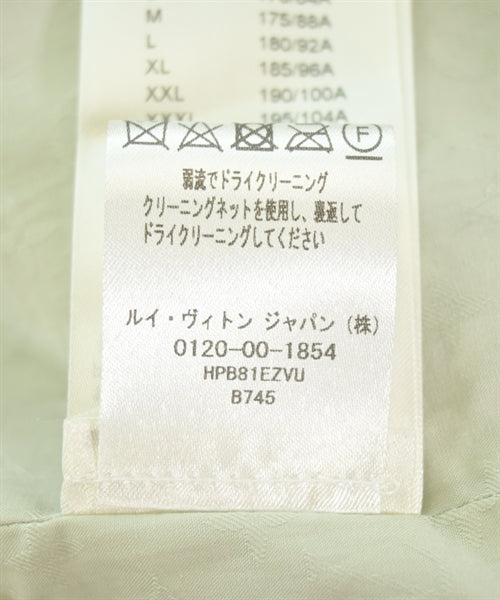 M 175/88A
L 180/92A
XL 185/96A
XXL 190/100A
XXXL 195/104A
F
弱流でドライクリーニング
クリーニングネットを使用し、裏返して
ドライクリーニングしてください
ルイ・ヴィトン ジャパン (株)
0120-00-1854
HPB81EZVU
B745